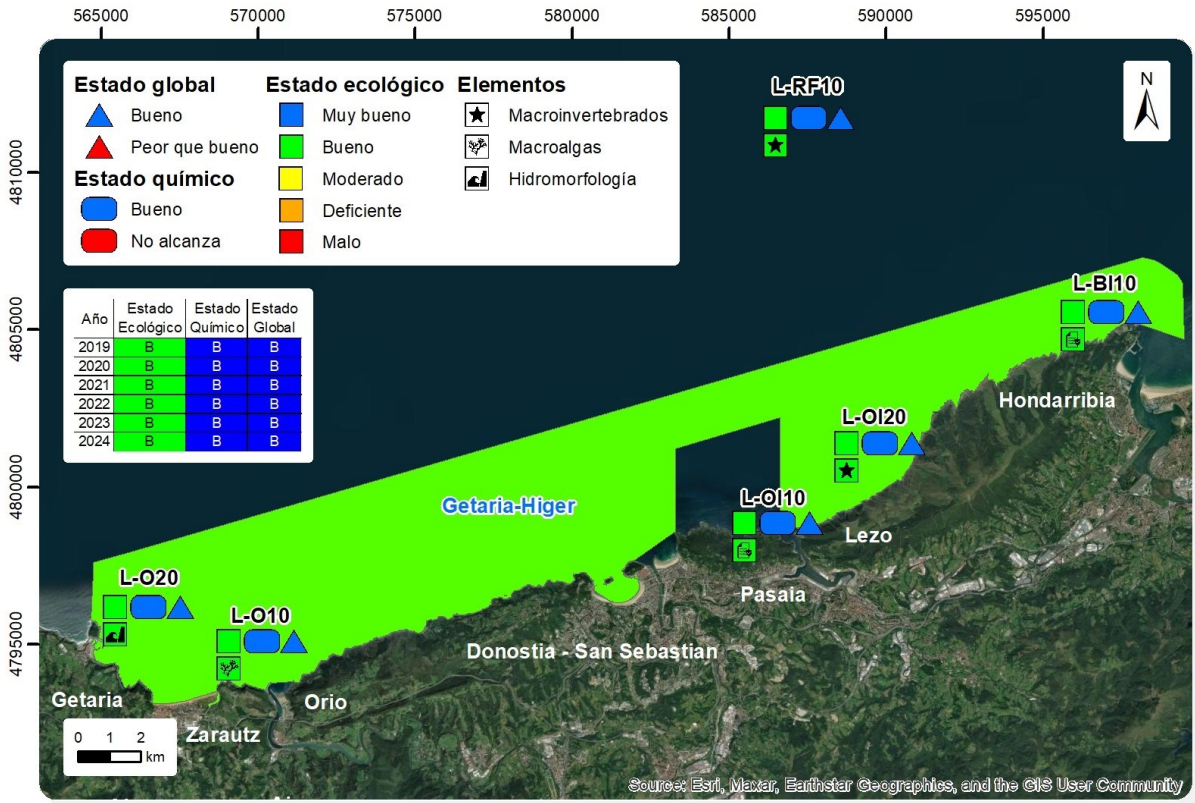 565000 570000 575000 580000 585000 590000 595000
4810000
4805000
4800000
4795000
Estado global
Bueno
Peor que bueno
Estado químico
Bueno
No alcanza
Estado ecológico
Muy bueno
Bueno
Moderado
Deficiente
Malo
Elementos
Macroinvertebrados
Macroalgas
Hidromorfología
N
Año Estado Ecológico Estado Químico Estado Global
2019 B B B
2020 B B B
2021 B B B
2022 B B B
2023 B B B
2024 B B B
L-RF10
L-BI10
Hondarribia
L-OI20
Getaria-Higer
L-OI10
Lezo
L-O20
Pasaia
L-O10
Donostia - San Sebastian
Getaria
Orio
Zarautz
0 1 2
km
Source: Esri, Maxar, Earthstar Geographics, and the GIS User Community